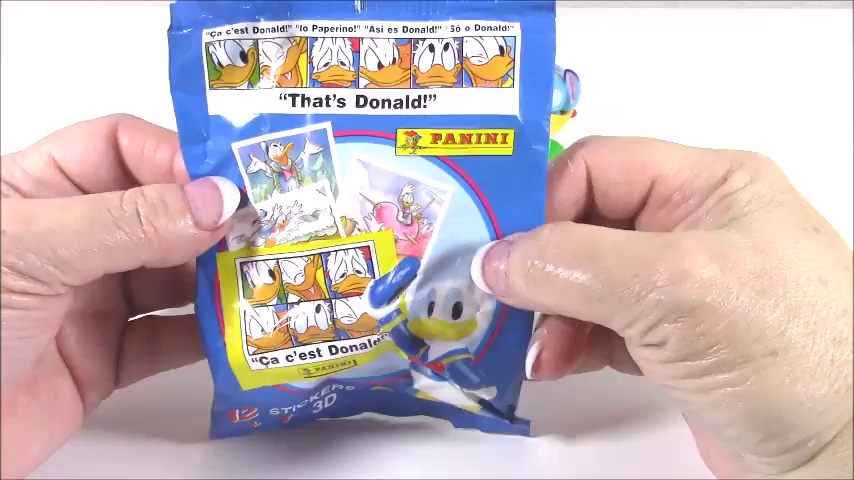 "Ça c'est Donald!" "Io Paperino!" "Así es Donald!" "Só o Donald!"
"That's Donald!"
PANINI
"Ça c'est Donald!"
PANINI
12 STICKERS
+ 3D